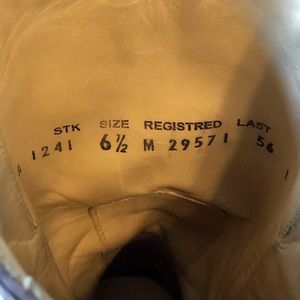 STK SIZE REGISTRED LAST
1241 6½ M 29571 56